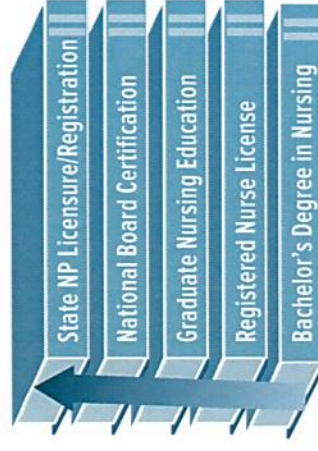 State NP Licensure/Registration
National Board Certification
Graduate Nursing Education
Registered Nurse License
Bachelor's Degree in Nursing